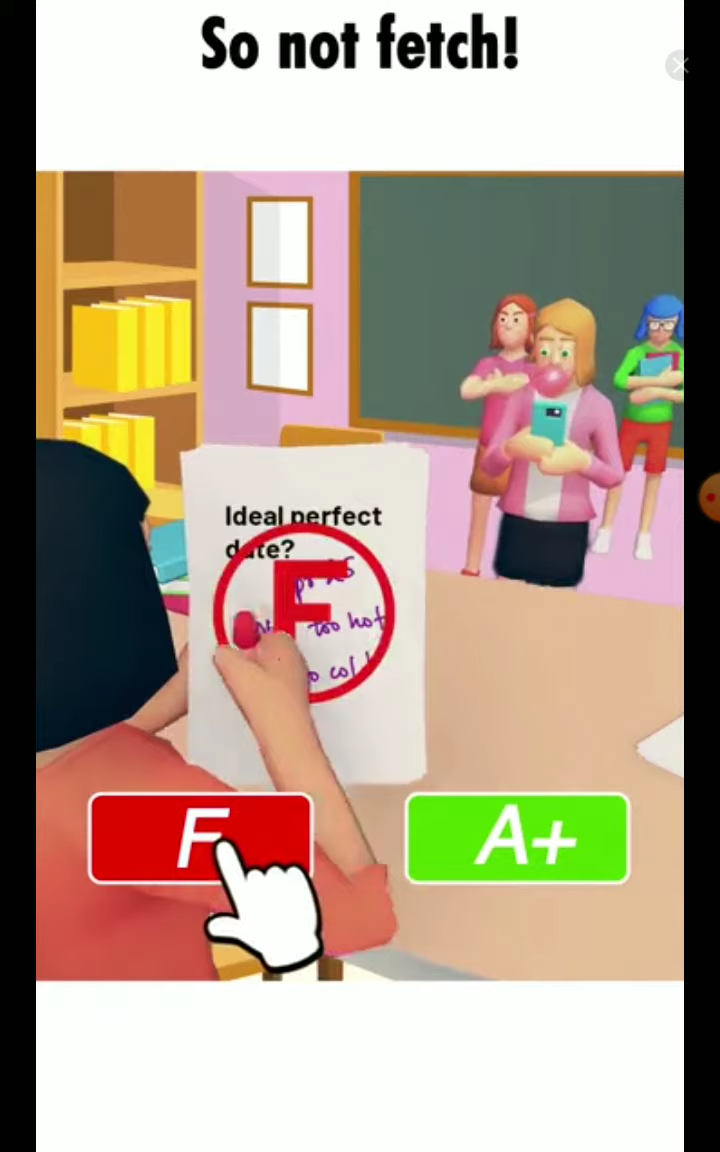 So not fetch!
Ideal perfect
date?
F
too hot
F
A+